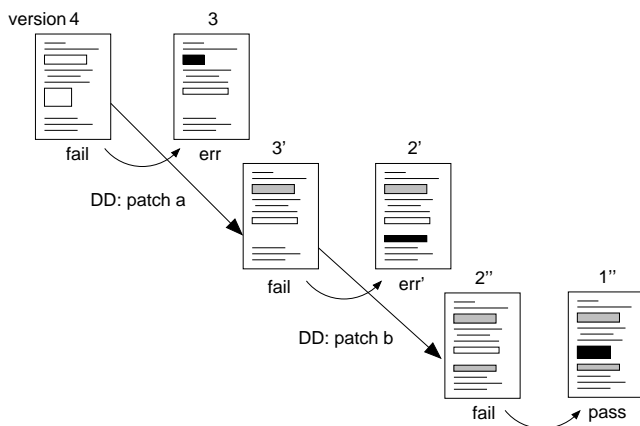 version 4
3
fail
err
3'
2'
DD: patch a
fail
err'
2''
1''
DD: patch b
fail
pass